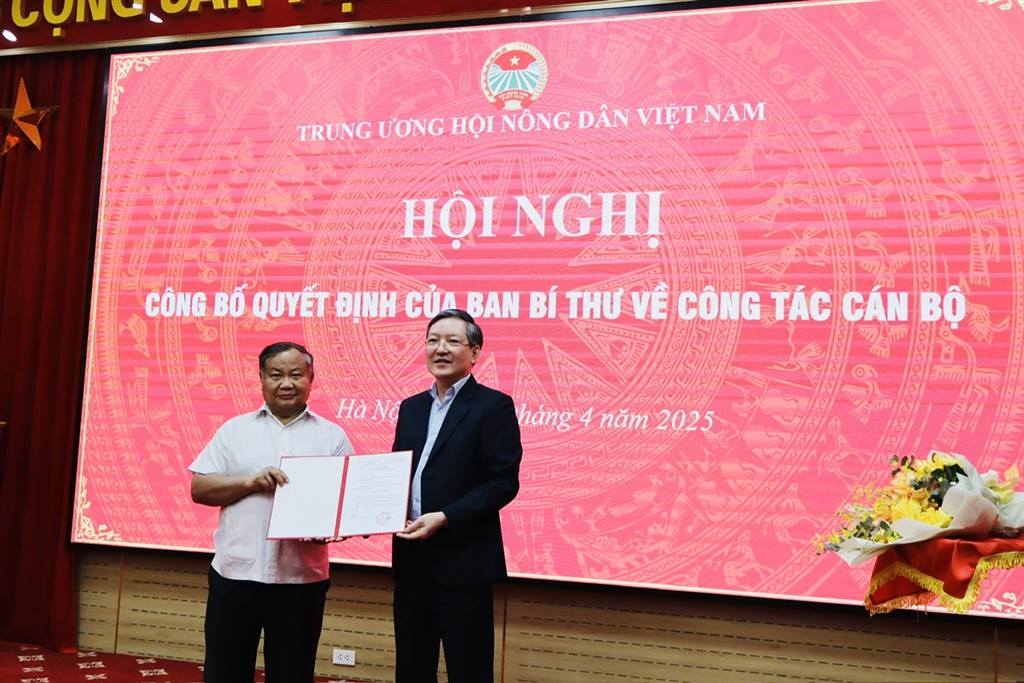 CỘNG SẢN
TRUNG ƯƠNG HỘI NÔNG DÂN VIỆT NAM
HỘI NGHỊ
CÔNG BỐ QUYẾT ĐỊNH CỦA BAN BÍ THƯ VỀ CÔNG TÁC CÁN BỘ
Hà tháng 4 năm 2025